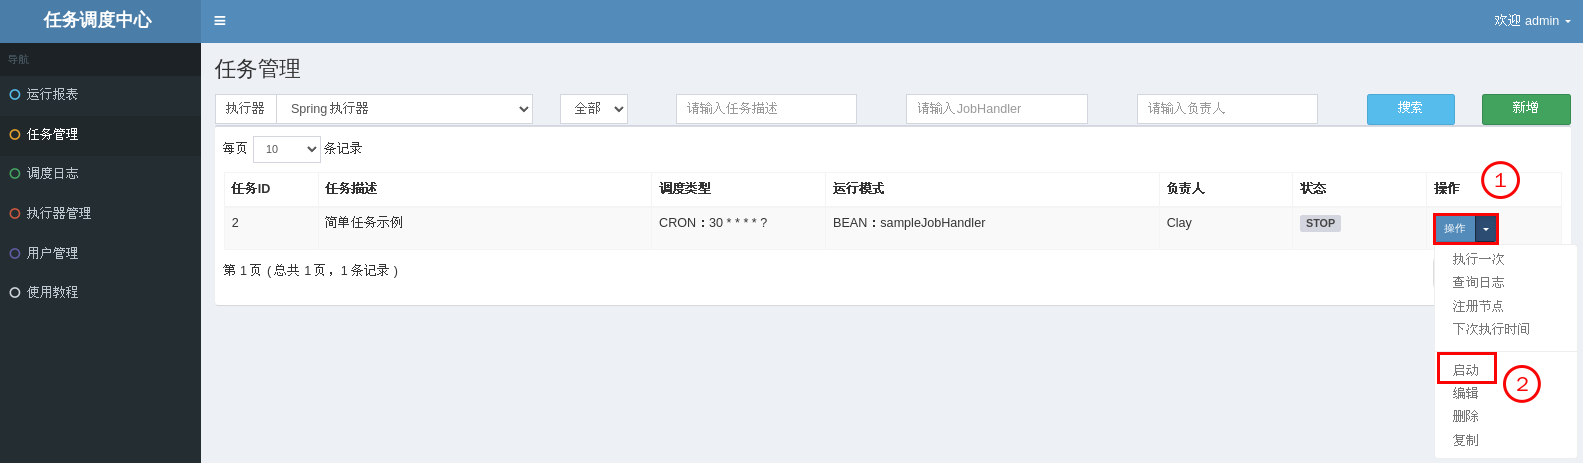 任务调度中心
欢迎 admin
导航
运行报表
任务管理
调度日志
执行器管理
用户管理
使用教程
任务管理
执行器 Spring 执行器 全部 请输入任务描述 请输入JobHandler 请输入负责人 搜索 新增
每页 10 条记录
任务ID 任务描述 调度类型 运行模式 负责人 状态 操作 1
2 简单任务示例 CRON：30 * * * * ? BEAN：sampleJobHandler Clay STOP 操作
第 1 页 ( 总共 1 页，1 条记录 )
执行一次
查询日志
注册节点
下次执行时间
启动 2
编辑
删除
复制